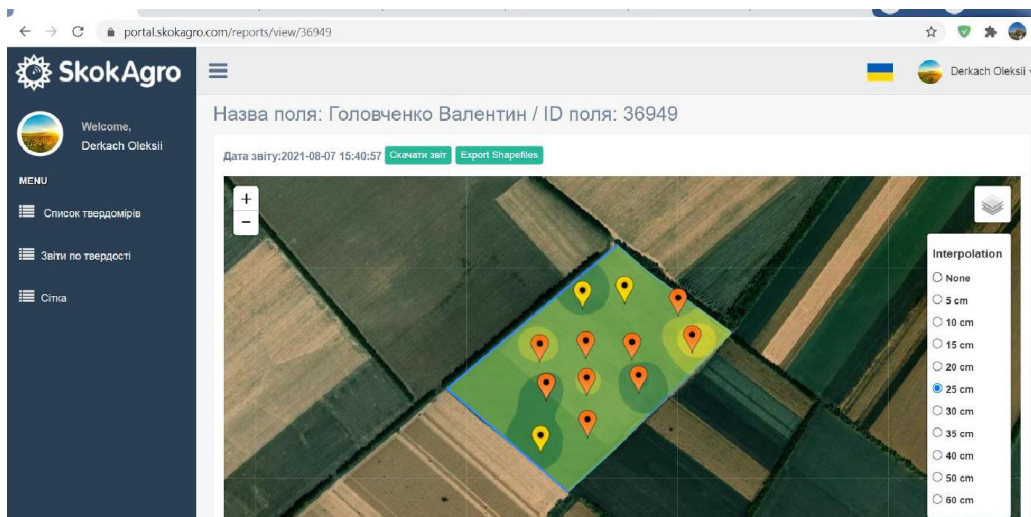 portal.skokagro.com/reports/view/36949
SkokAgro
Derkach Oleksii
Welcome,
Derkach Oleksii
MENU
Список твердомірів
Звіти по твердості
Сітка
Назва поля: Головченко Валентин / ID поля: 36949
Дата звіту:2021-08-07 15:40:57 Скачати звіт Export Shapefiles
+
−
Interpolation
None
5 cm
10 cm
15 cm
20 cm
25 cm
30 cm
35 cm
40 cm
50 cm
60 cm